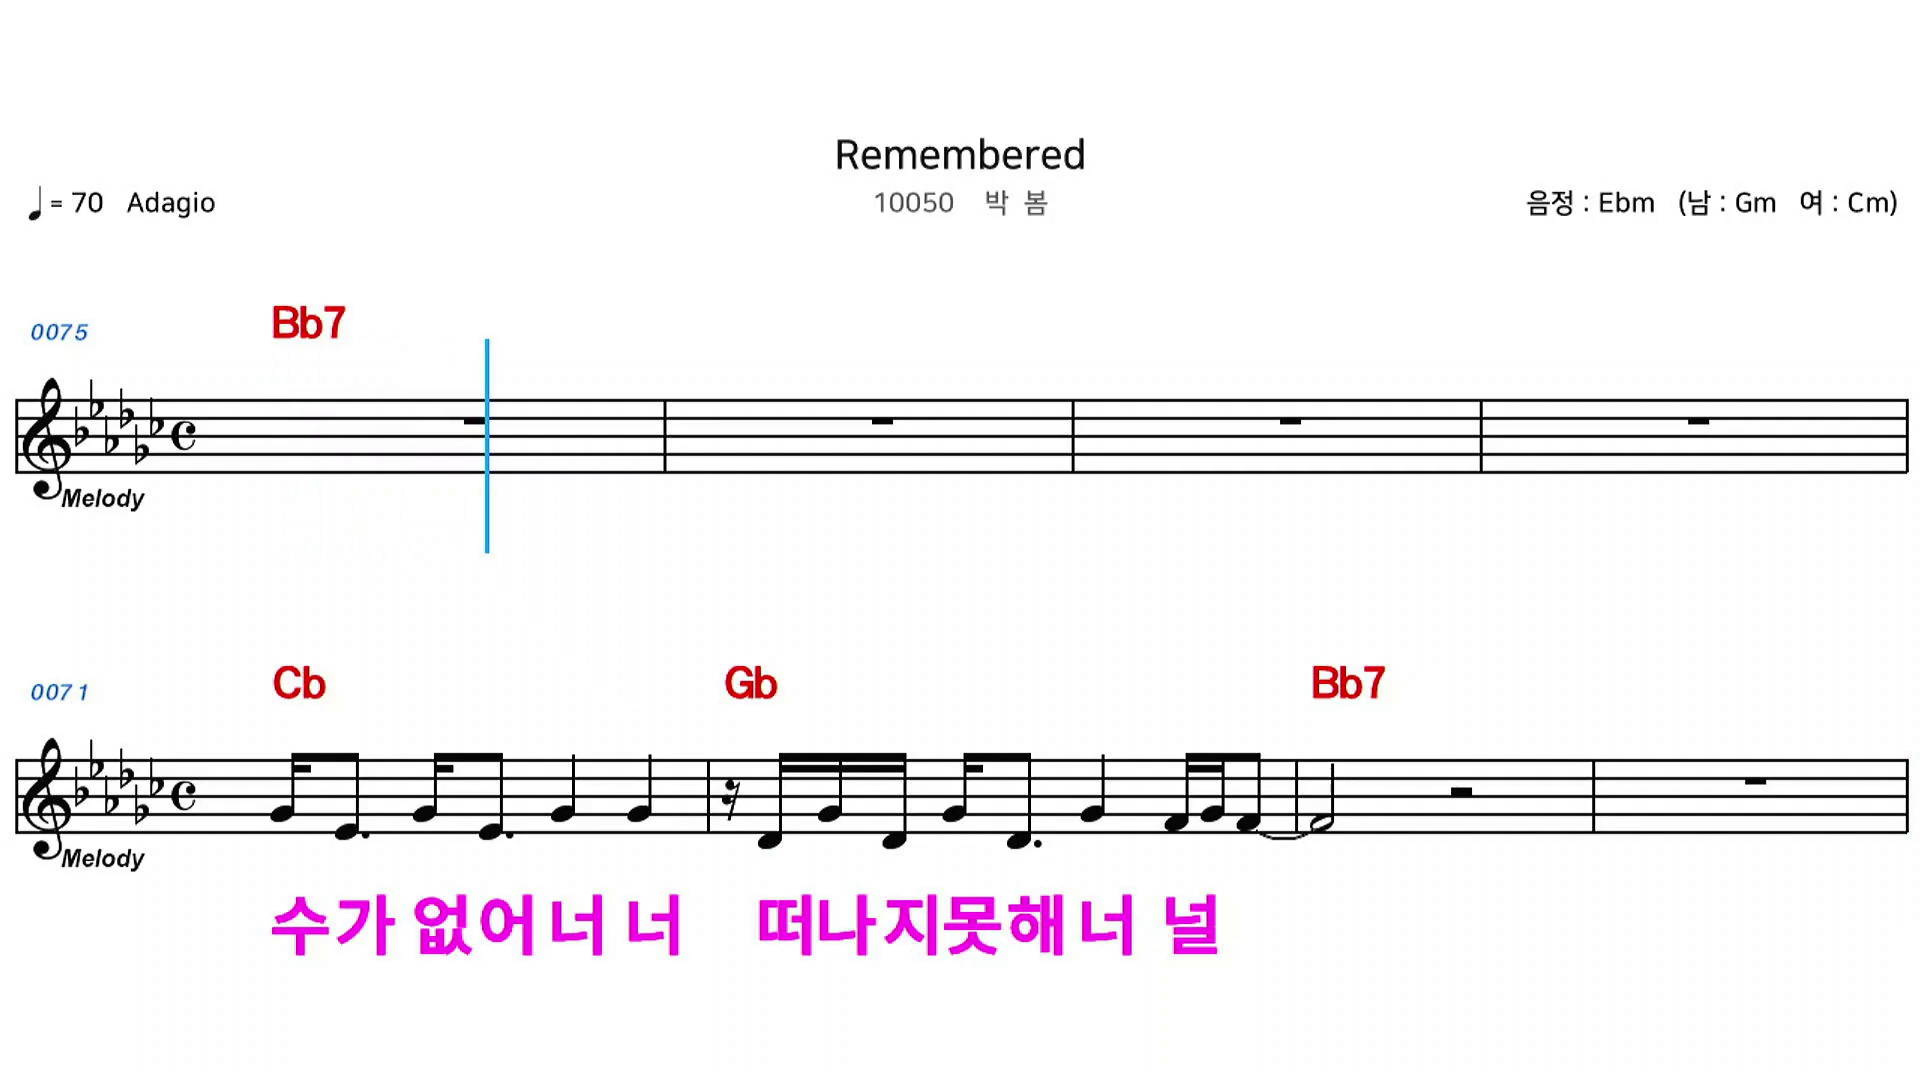 Remembered
= 70 Adagio
10050 박 봄
음정 : Ebm (남 : Gm 여 : Cm)
0075
Bb7
Melody
0071
Cb Gb Bb7
Melody
수가 없어 너 너 떠나지못해 너 널